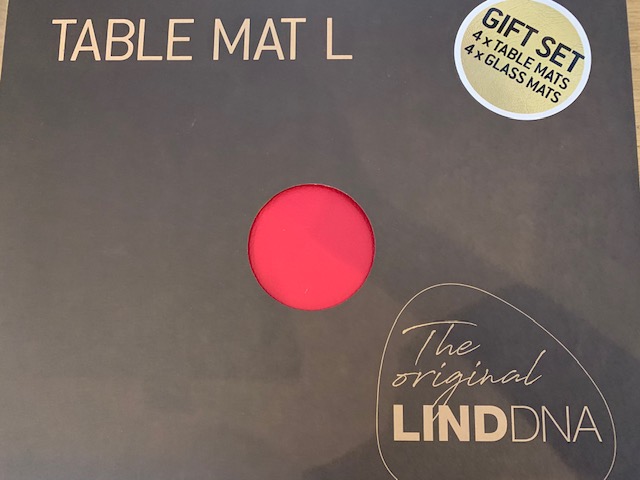 TABLE MAT L
GIFT SET
4 x TABLE MATS
4 x GLASS MATS
The
original
LINDDNA